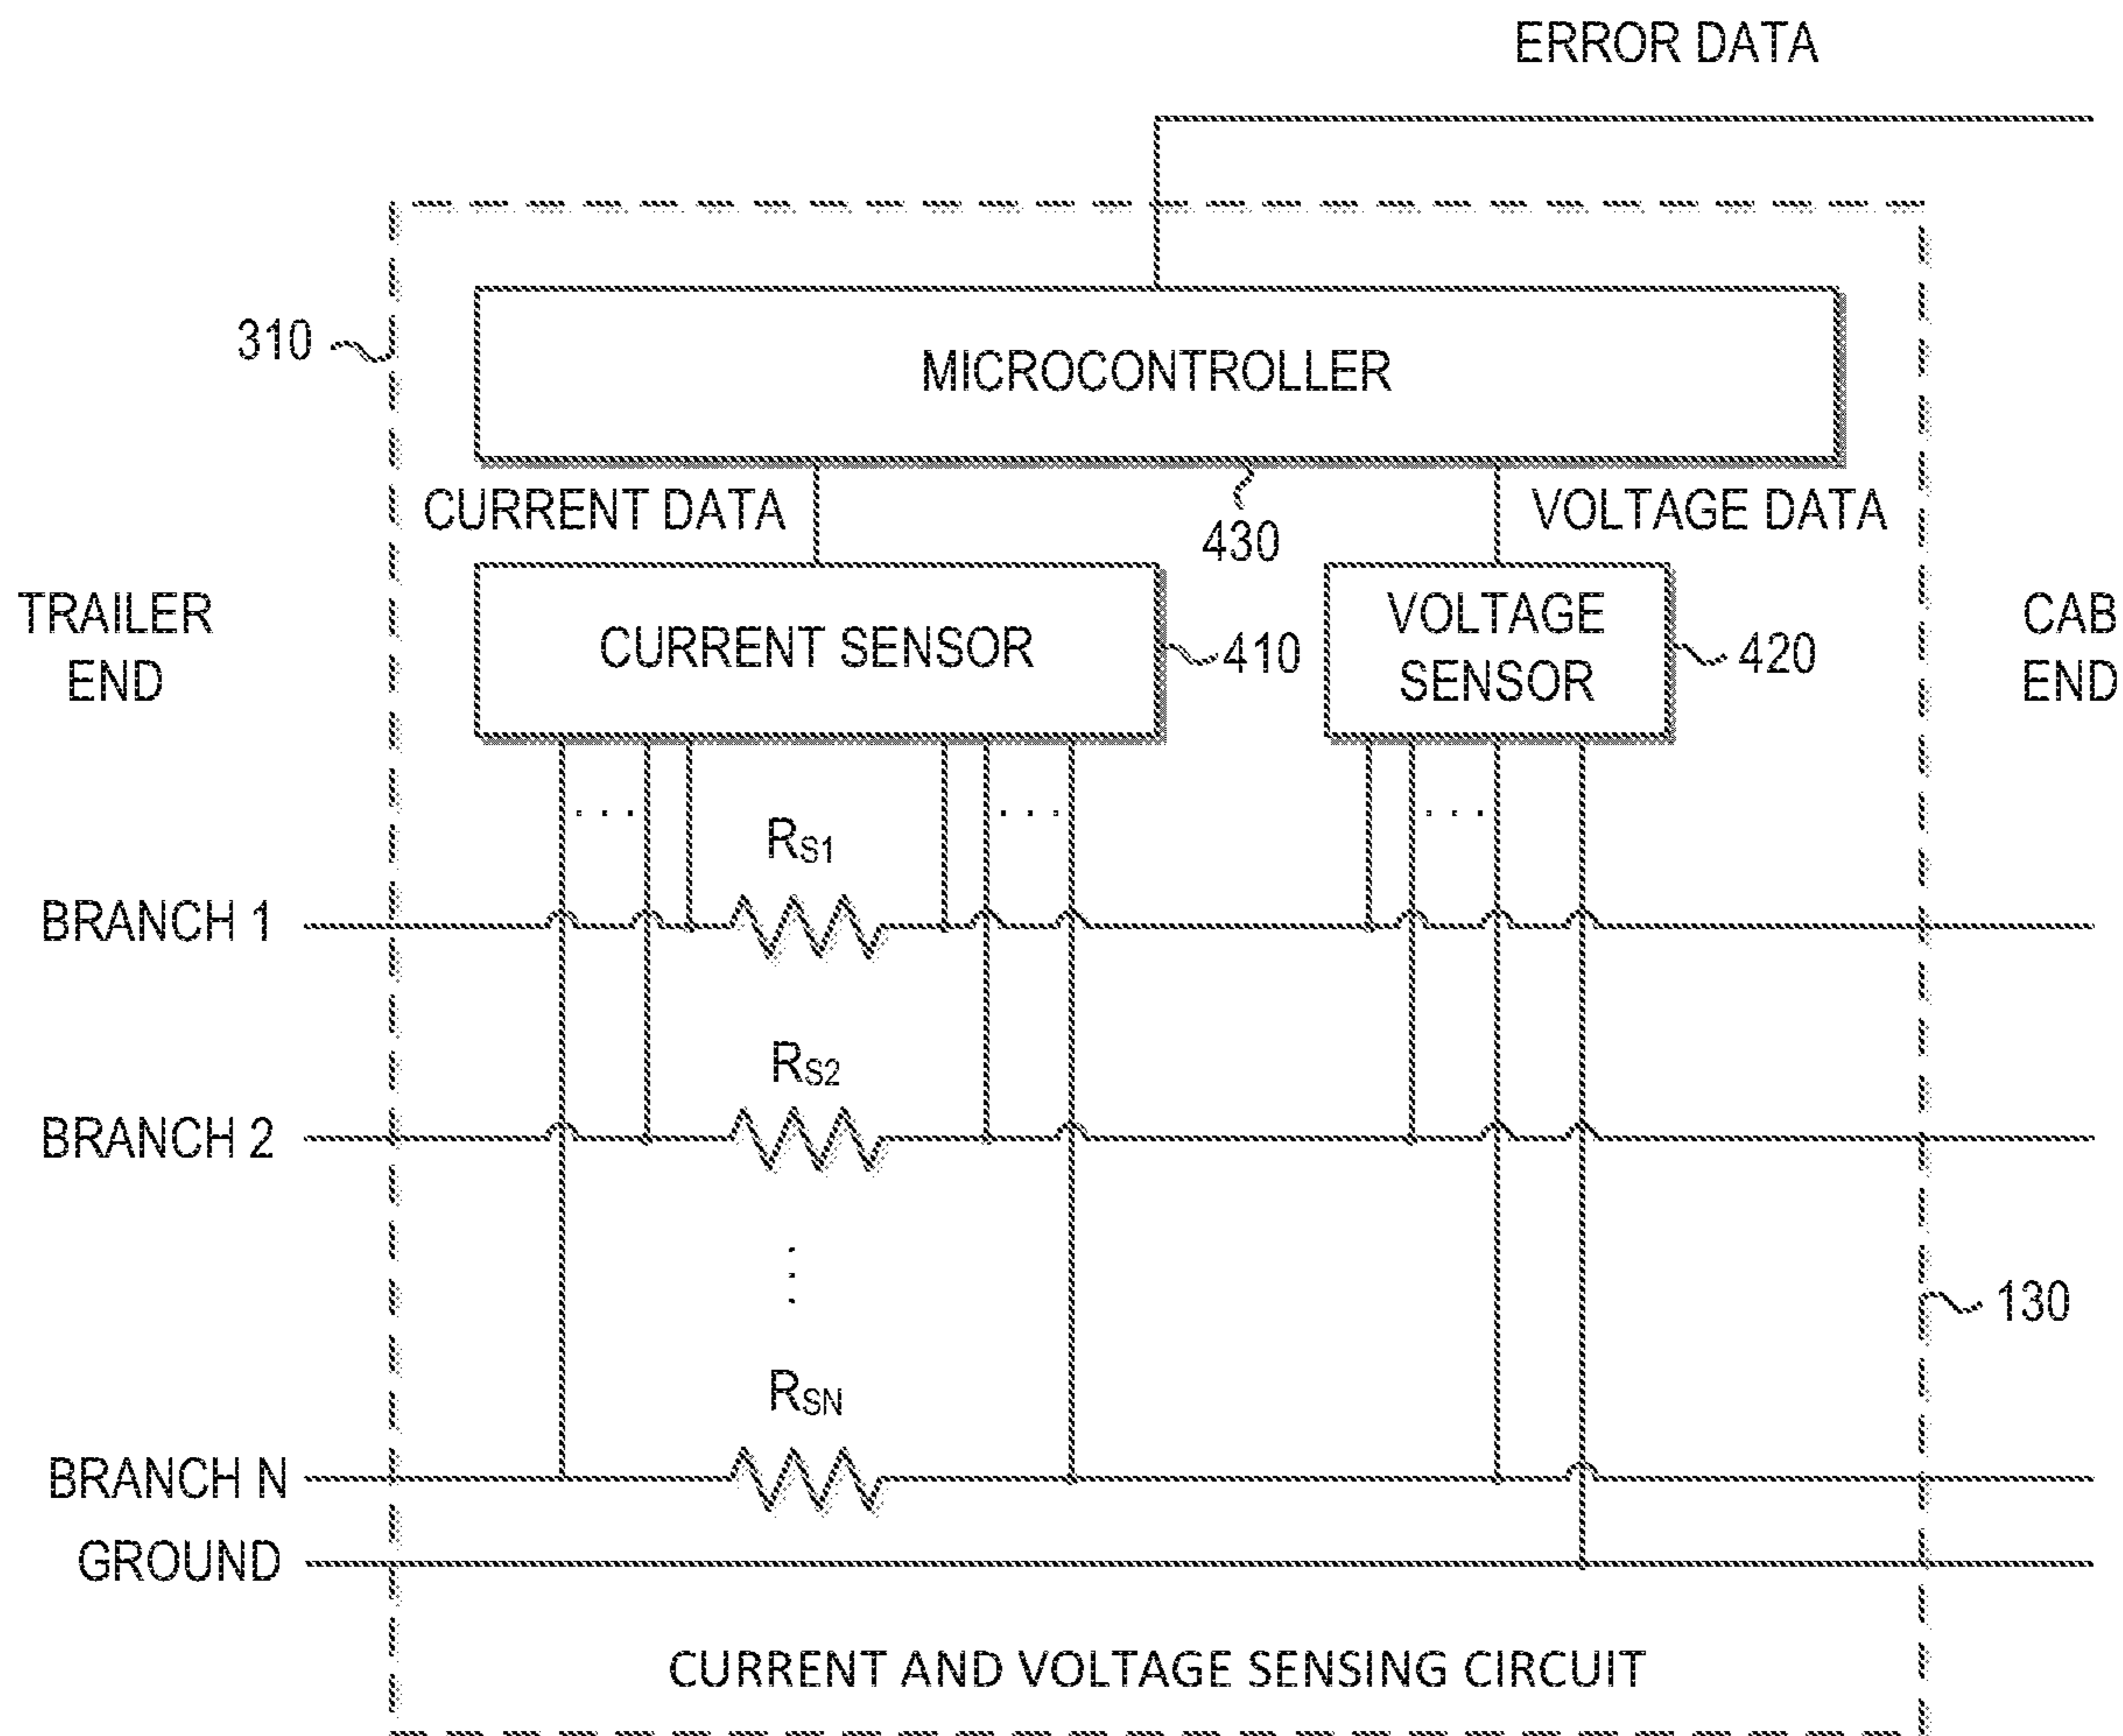 ERROR DATA
310
MICROCONTROLLER
CURRENT DATA
430
VOLTAGE DATA
TRAILER
END
CURRENT SENSOR
410
VOLTAGE
SENSOR
420
CAB
END
. . .
. . .
. . .
RS1
BRANCH 1
RS2
BRANCH 2
130
RSN
BRANCH N
GROUND
CURRENT AND VOLTAGE SENSING CIRCUIT